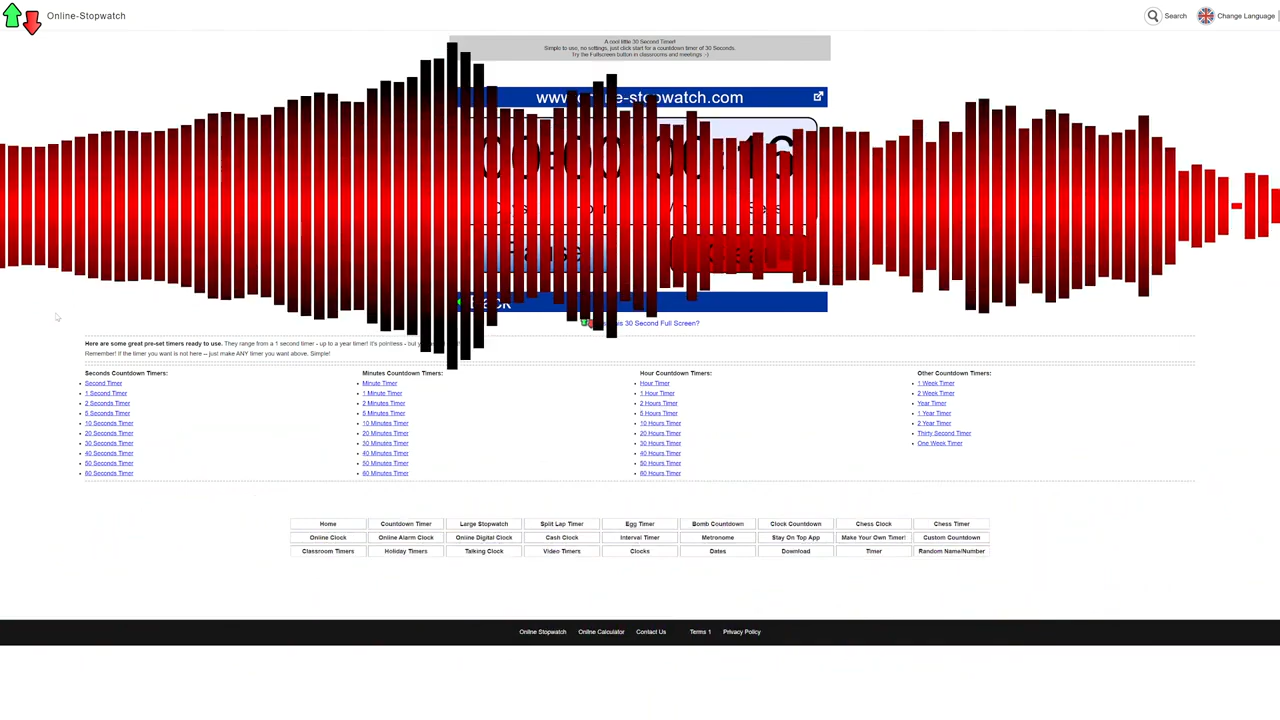 Online-Stopwatch
Search
Change Language
A cool little 30 Second Timer!
Simple to use, no settings, just click start for a countdown timer of 30 Seconds.
Try the Fullscreen button in classrooms and meetings :-)
30 Second Full Screen?
Here are some great pre-set timers ready to use. They range from a 1 second timer - up to a year timer! it's pointless -
Remember! if the timer you want is not here -- just make ANY timer you want above. Simple!
Seconds Countdown Timers:
Second Timer
1 Second Timer
2 Seconds Timer
5 Seconds Timer
10 Seconds Timer
20 Seconds Timer
30 Seconds Timer
40 Seconds Timer
50 Seconds Timer
60 Seconds Timer
Minutes Countdown Timers:
Minute Timer
1 Minute Timer
2 Minutes Timer
5 Minutes Timer
10 Minutes Timer
20 Minutes Timer
30 Minutes Timer
40 Minutes Timer
50 Minutes Timer
60 Minutes Timer
Hour Countdown Timers:
Hour Timer
1 Hour Timer
2 Hours Timer
5 Hours Timer
10 Hours Timer
20 Hours Timer
30 Hours Timer
40 Hours Timer
50 Hours Timer
60 Hours Timer
Other Countdown Timers:
1 Week Timer
2 Week Timer
Year Timer
1 Year Timer
2 Year Timer
Thirty Second Timer
One Week Timer
Home Countdown Timer Large Stopwatch Split Lap Timer Egg Timer Bomb Countdown Clock Countdown Chess Clock Chess Timer
Online Clock Online Alarm Clock Online Digital Clock Cash Clock Interval Timer Metronome Stay On Top App Make Your Own Timer! Custom Countdown
Classroom Timers Holiday Timers Talking Clock Video Timers Clocks Dates Download Timer Random Name/Number
Online Stopwatch Online Calculator Contact Us Terms 1 Privacy Policy